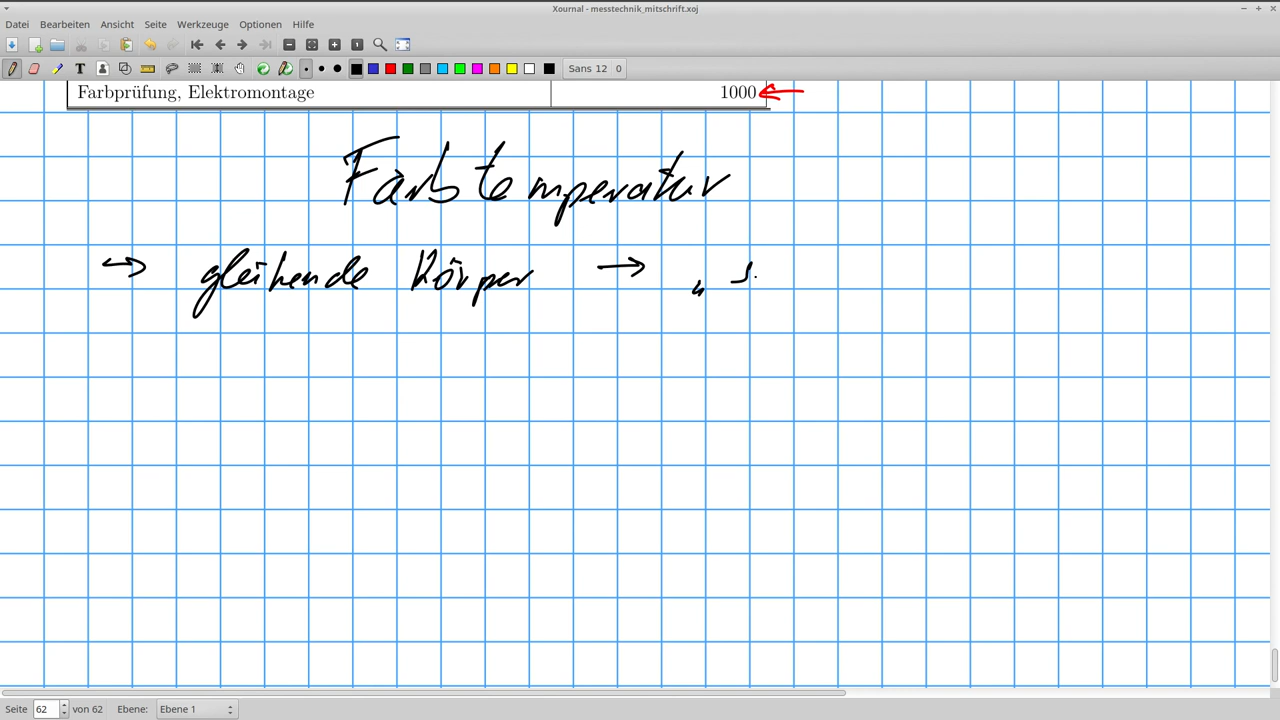 Xournal - messtechnik_mitschrift.xoj
Datei Bearbeiten Ansicht Seite Werkzeuge Optionen Hilfe
Sans 12 0
Farbprüfung, Elektromontage 1000
Farbtemperatur
→ glühende Körper → „ s
Seite 62 von 62 Ebene: Ebene 1